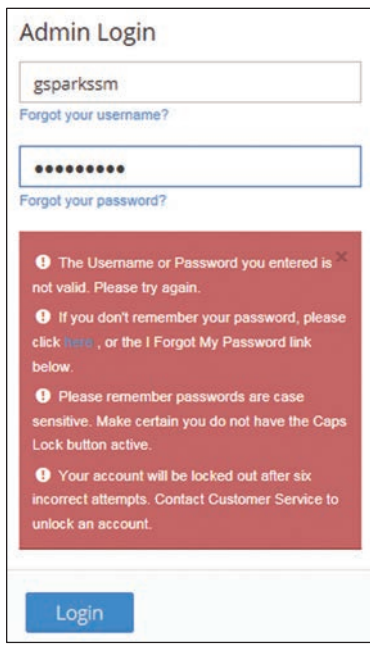 Admin Login
gsparkssm
Forgot your username?
•••••••••
Forgot your password?
The Username or Password you entered is
not valid. Please try again.
If you don't remember your password, please
click here , or the I Forgot My Password link
below.
Please remember passwords are case
sensitive. Make certain you do not have the Caps
Lock button active.
Your account will be locked out after six
incorrect attempts. Contact Customer Service to
unlock an account.
Login